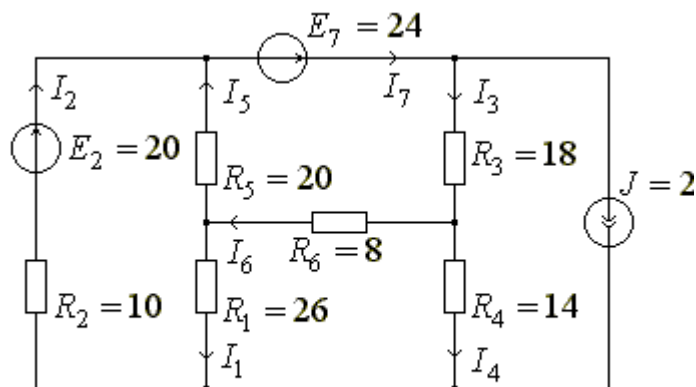 E₇ = 24
I₂
I₅
I₇
I₃
E₂ = 20
R₅ = 20
R₃ = 18
J = 2
I₆
R₆ = 8
R₂ = 10
R₁ = 26
R₄ = 14
I₁
I₄